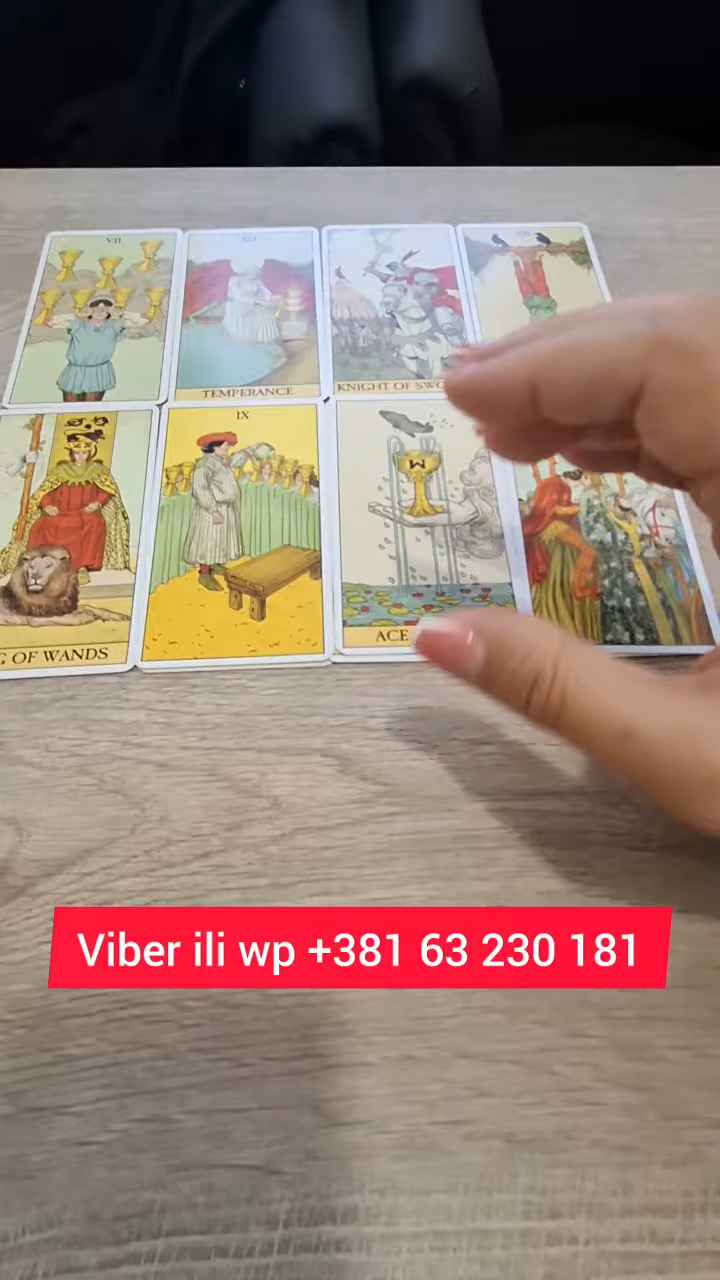 VII
TEMPERANCE
KNIGHT OF SWO
G OF WANDS
IX
ACE
Viber ili wp +381 63 230 181